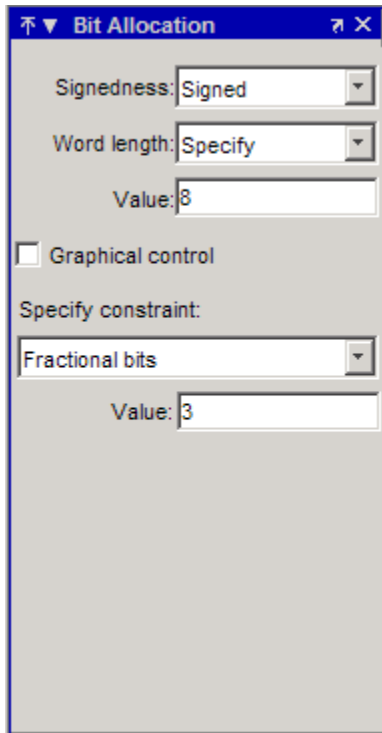 Bit Allocation
Signedness: Signed
Word length: Specify
Value: 8
Graphical control
Specify constraint:
Fractional bits
Value: 3